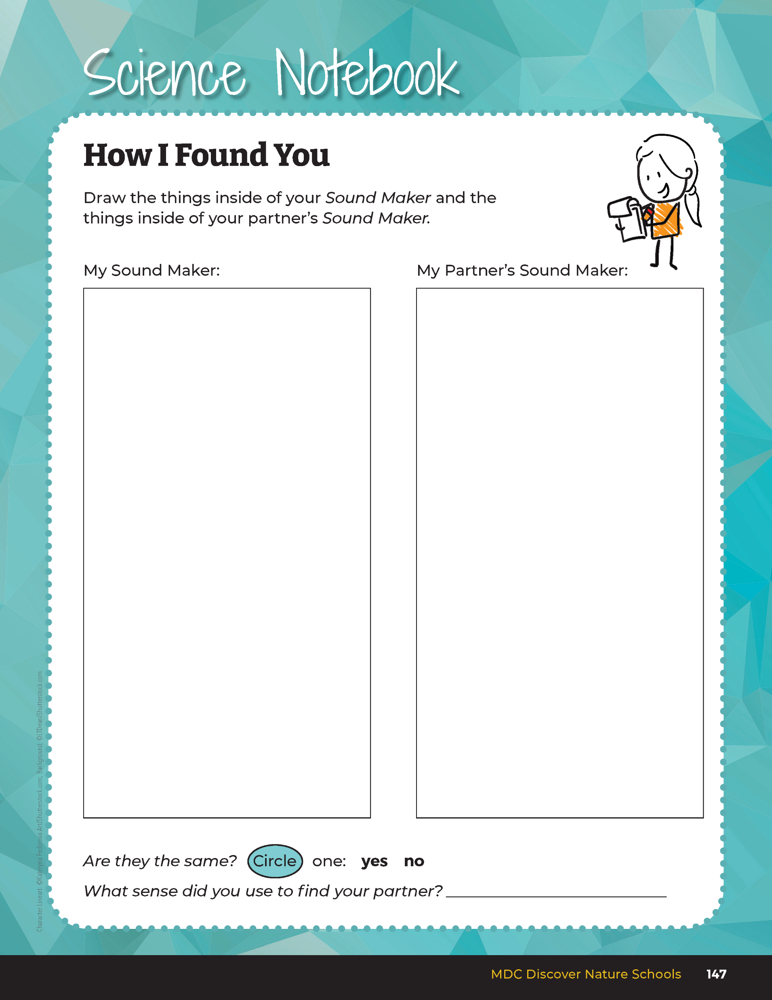 Science Notebook
How I Found You
Draw the things inside of your Sound Maker and the
things inside of your partner's Sound Maker.
My Sound Maker:
My Partner's Sound Maker:
Are they the same? Circle one: yes no
What sense did you use to find your partner?
Character Lineart: ©Kateryna Fedorova Art/Shutterstock.com; Background: ©LTDean/Shutterstock.com
MDC Discover Nature Schools 147